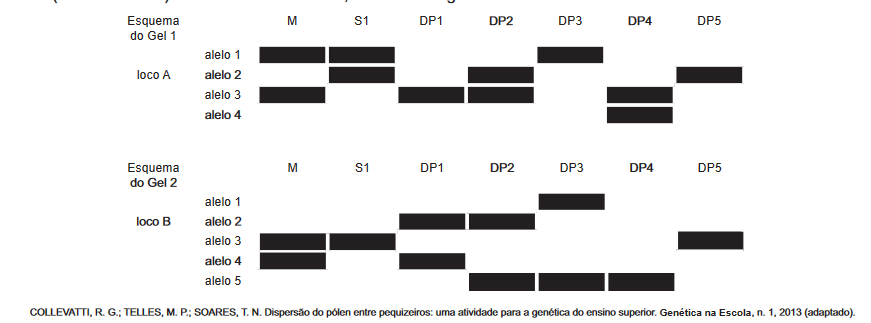 Esquema M S1 DP1 DP2 DP3 DP4 DP5
do Gel 1
alelo 1
loco A alelo 2
alelo 3
alelo 4
Esquema M S1 DP1 DP2 DP3 DP4 DP5
do Gel 2
alelo 1
loco B alelo 2
alelo 3
alelo 4
alelo 5
COLLEVATTI, R. G.; TELLES, M. P.; SOARES, T. N. Dispersão do pólen entre pequizeiros: uma atividade para a genética do ensino superior. Genética na Escola, n. 1, 2013 (adaptado).